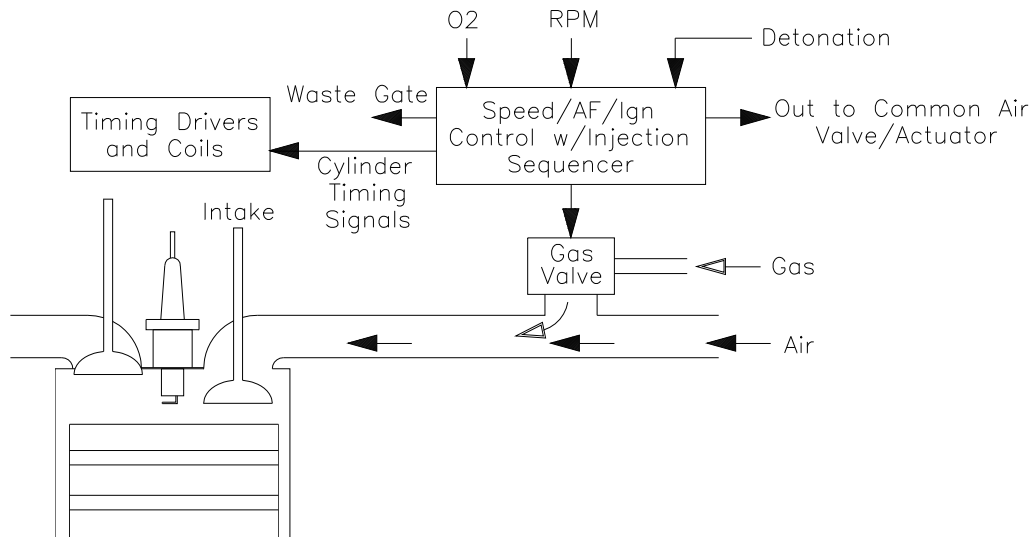 O2
RPM
Detonation
Waste Gate
Speed/AF/Ign
Control w/Injection
Sequencer
Out to Common Air
Valve/Actuator
Timing Drivers
and Coils
Cylinder
Timing
Signals
Intake
Gas
Valve
Gas
Air